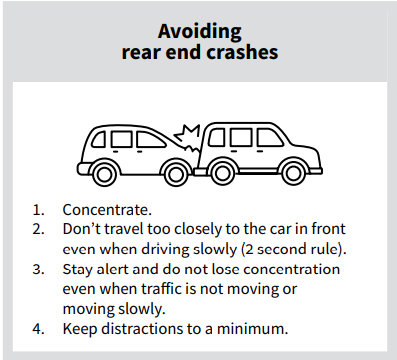 Avoiding
rear end crashes
1. Concentrate.
2. Don't travel too closely to the car in front
even when driving slowly (2 second rule).
3. Stay alert and do not lose concentration
even when traffic is not moving or
moving slowly.
4. Keep distractions to a minimum.